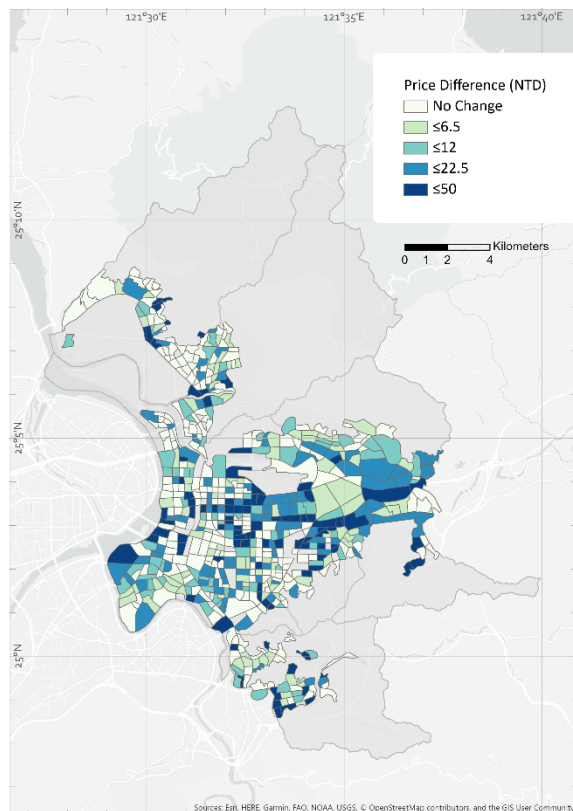 121°30'E 121°35'E 121°40'E
Price Difference (NTD)
No Change
≤6.5
≤12
≤22.5
≤50
Kilometers
0 1 2 4
25°10'N
25°5'N
25°N
Sources: Esri, HERE, Garmin, FAO, NOAA, USGS, © OpenStreetMap contributors, and the GIS User Community